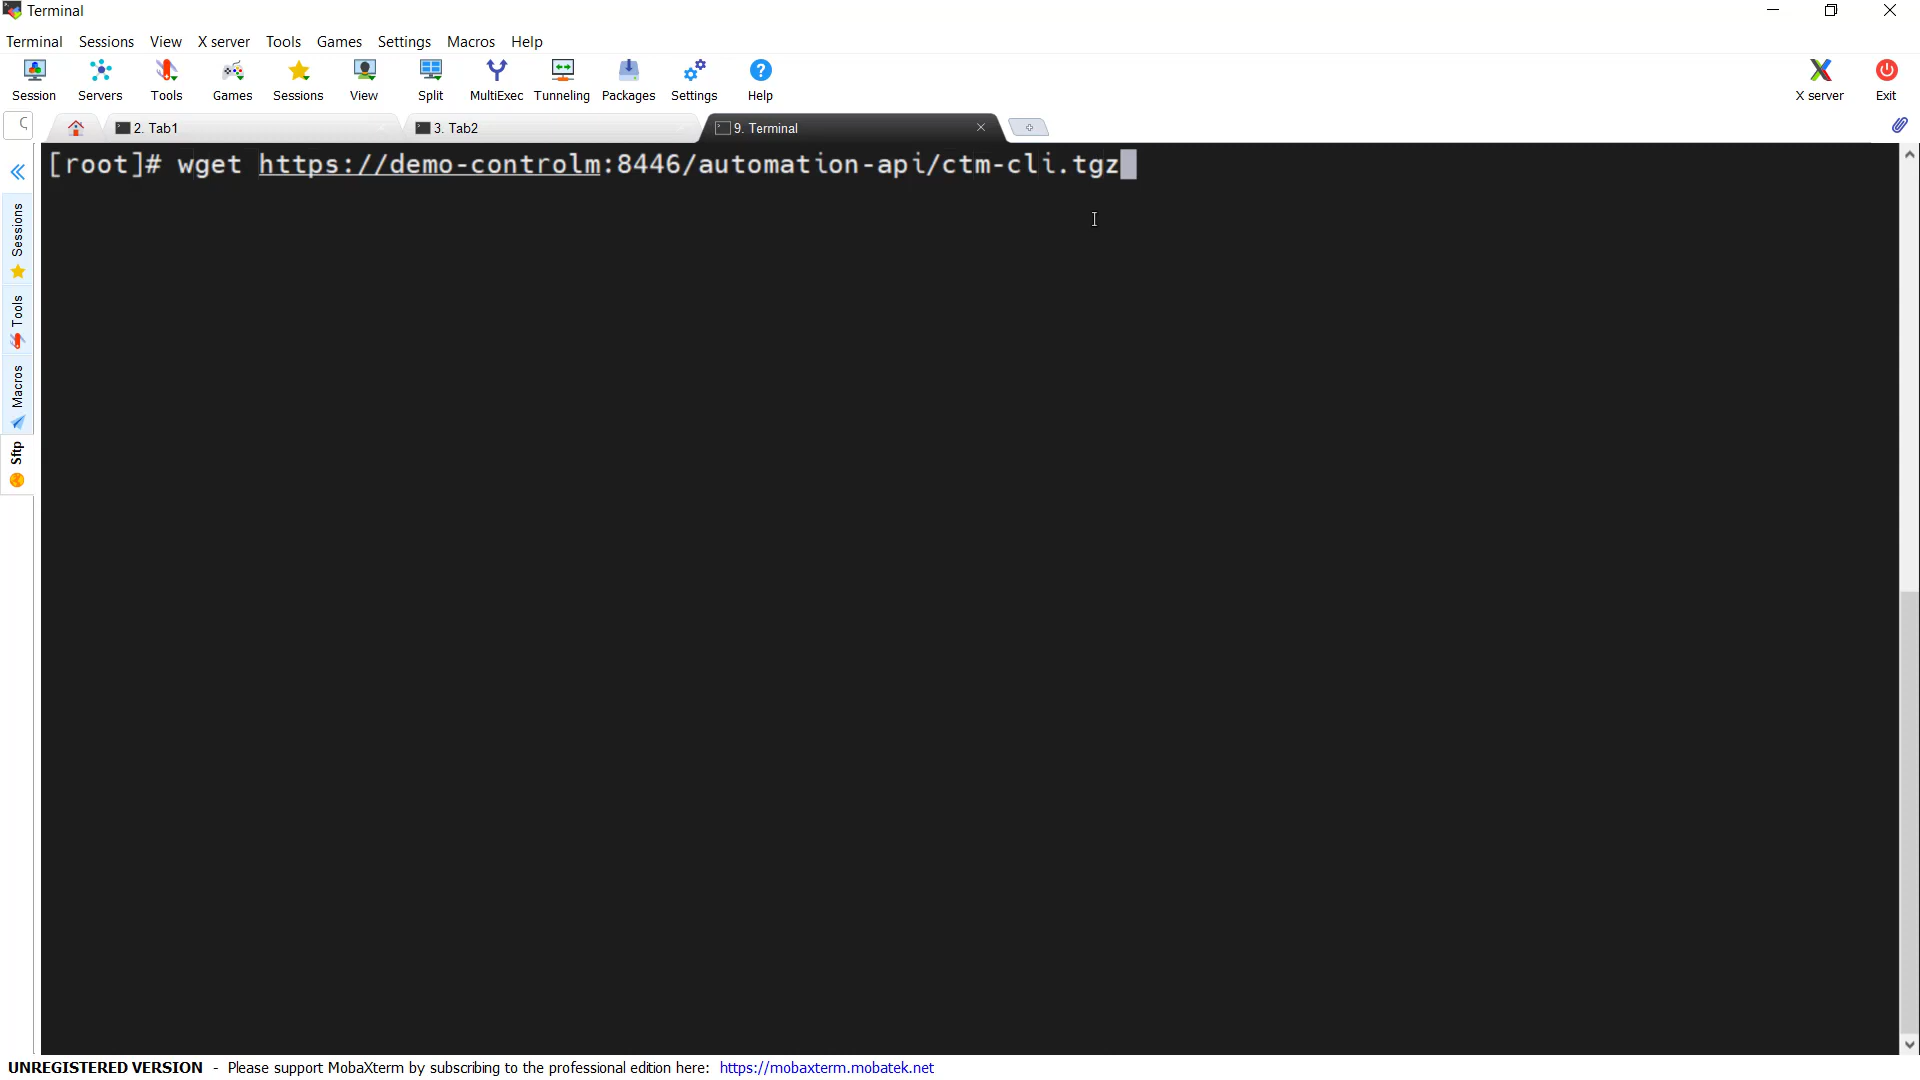 Terminal
Terminal Sessions View X server Tools Games Settings Macros Help
Session Servers Tools Games Sessions View Split MultiExec Tunneling Packages Settings Help X server Exit
2. Tab1 3. Tab2 9. Terminal
[root]# wget https://demo-controlm:8446/automation-api/ctm-cli.tgz
Sessions
Tools
Macros
Sftp
UNREGISTERED VERSION - Please support MobaXterm by subscribing to the professional edition here: https://mobaxterm.mobatek.net